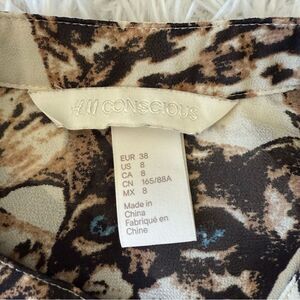 H&M CONSCIOUS
EUR 38
US 8
CA 8
CN 165/88A
MX 8
Made in
China
Fabriqué en
Chine